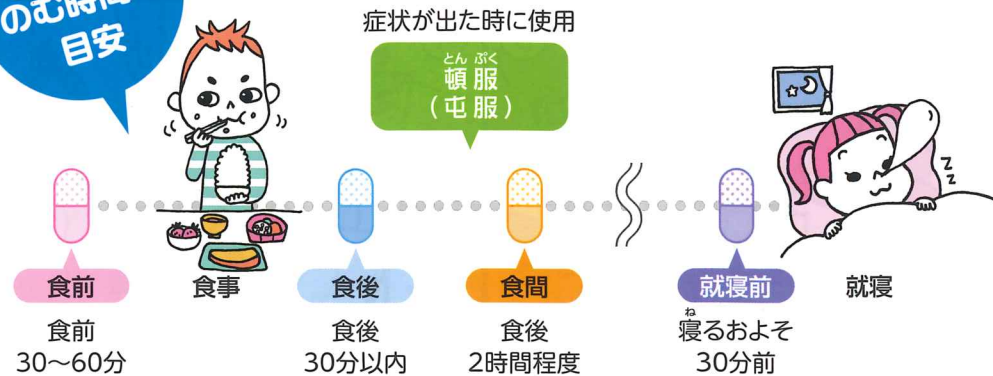 のむ時間
目安
症状が出た時に使用
とん ぷく
頓服
(屯服)
z
z
食前
食事
食後
食間
就寝前
就寝
食前
30〜60分
食後
30分以内
食後
2時間程度
ね
寝るおよそ
30分前